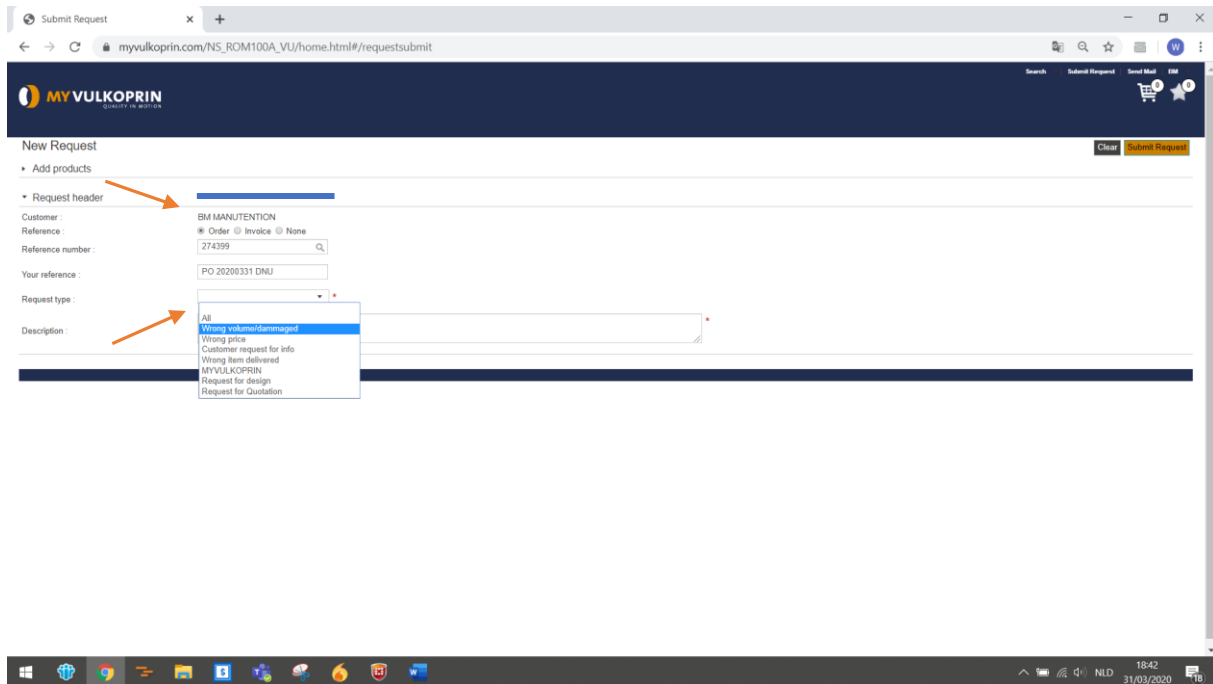 Submit Request
myvulkoprin.com/NS_ROM100A_VU/home.html#/requestsubmit
W
Search Submit Request Send Mail BM
MYVULKOPRIN
QUALITY IN MOTION
0 0
New Request
Clear Submit Request
Add products
Request header
Customer : BM MANUTENTION
Reference : Order Invoice None
Reference number : 274399
Your reference : PO 20200331 DNU
Request type : *
All
Description : *
Wrong volume/dammaged
Wrong price
Customer request for info
Wrong item delivered
MYVULKOPRIN
Request for design
Request for Quotation
NLD
18:42
31/03/2020
18